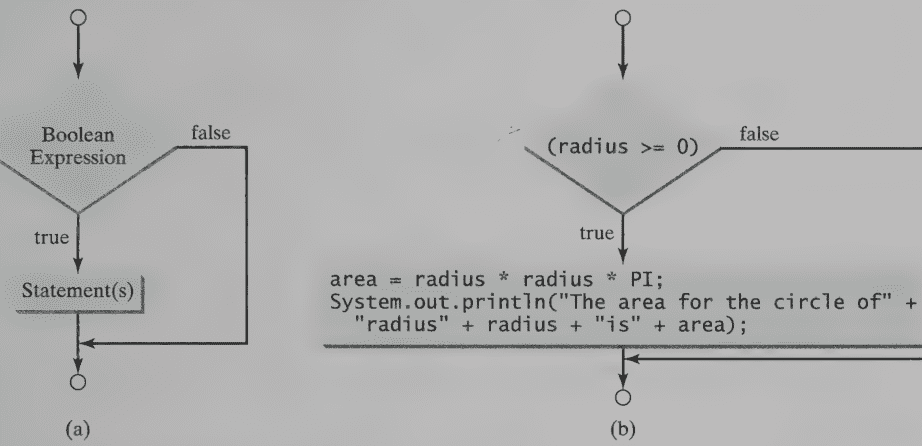 Boolean
Expression
false
true
Statement(s)
(a)
(radius >= 0)
false
true
area = radius * radius * PI;
System.out.println("The area for the circle of" +
"radius" + radius + "is" + area);
(b)